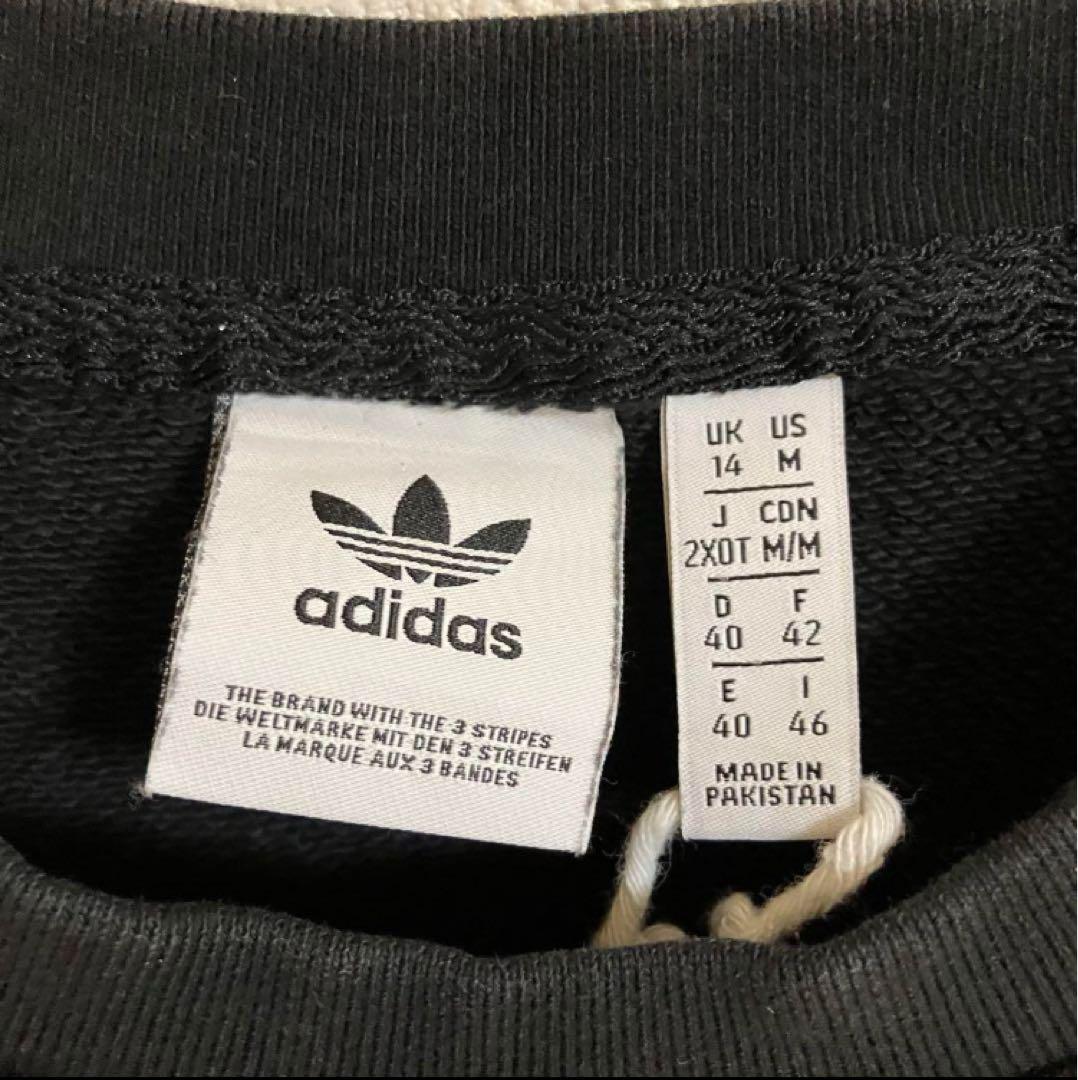 adidas
THE BRAND WITH THE 3 STRIPES
DIE WELTMARKE MIT DEN 3 STREIFEN
LA MARQUE AUX 3 BANDES
UK US
14 M
J CDN
2XOT M/M
D F
40 42
E I
40 46
MADE IN
PAKISTAN